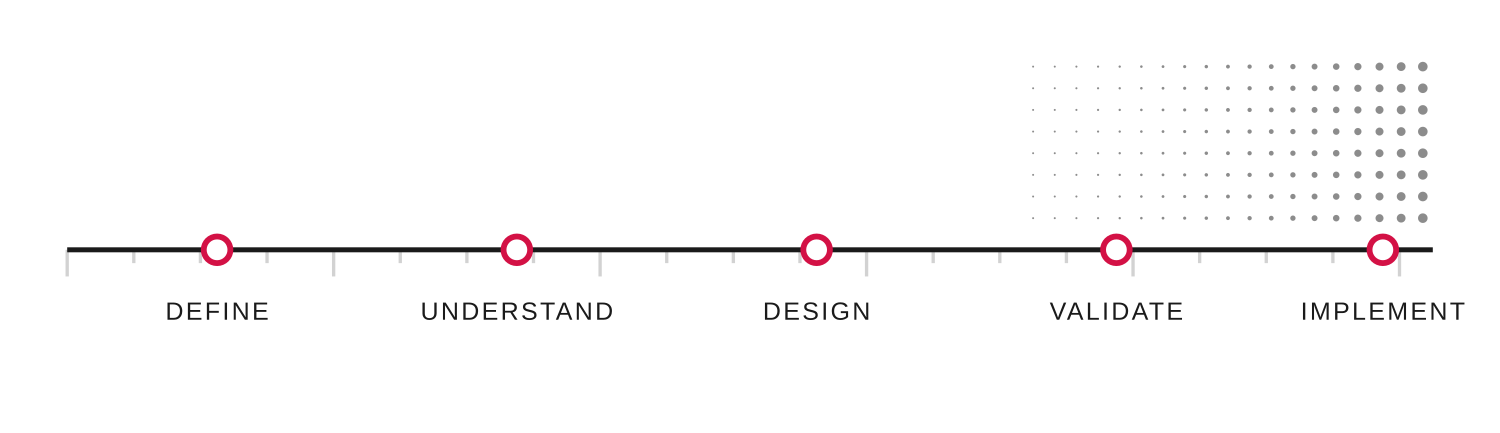 DEFINE
UNDERSTAND
DESIGN
VALIDATE
IMPLEMENT